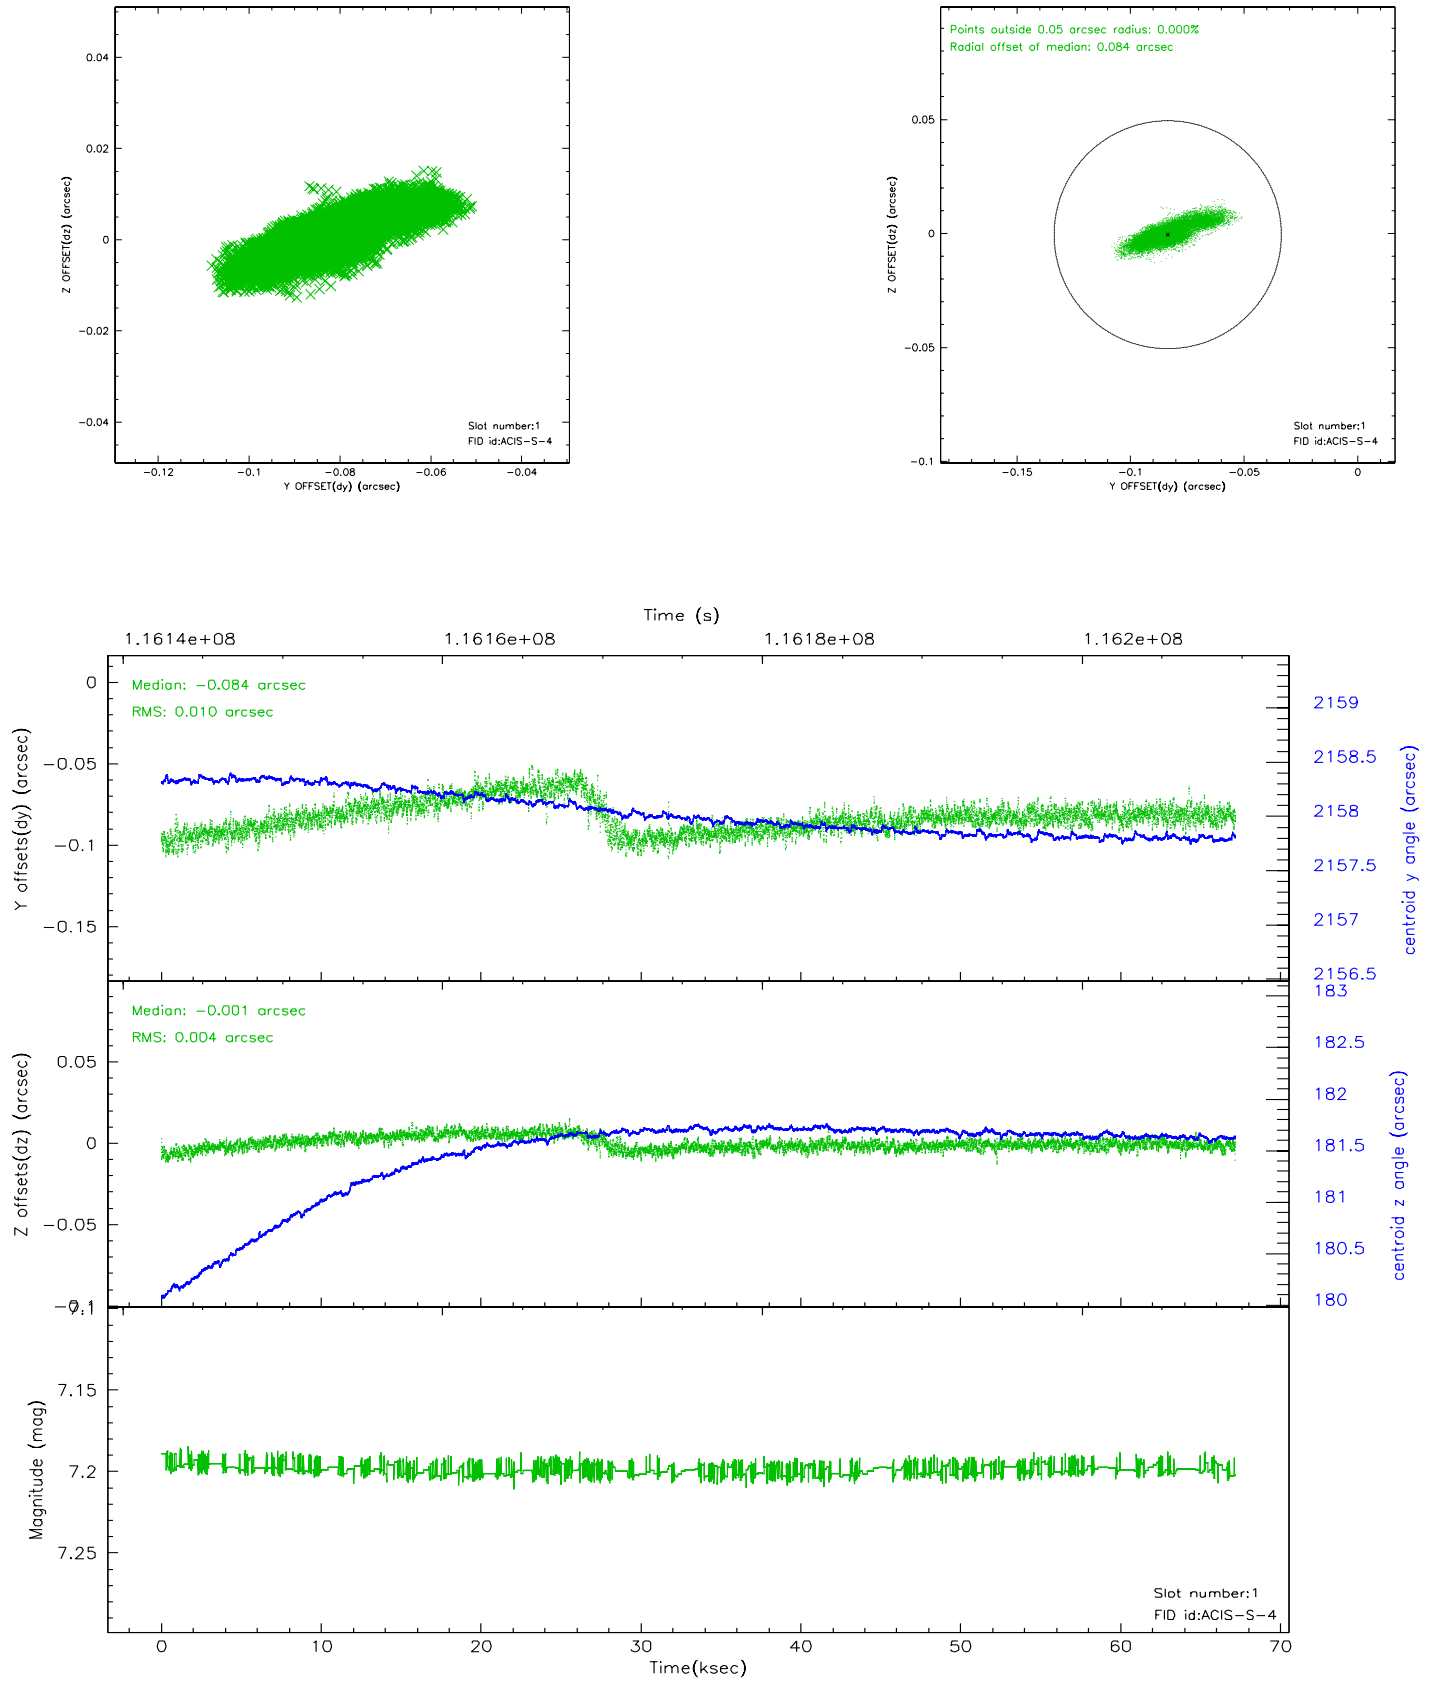 0.04
0.02
0
−0.02
−0.04
Z OFFSET(dz) (arcsec)
−0.12
−0.1
−0.08
−0.06
−0.04
Y OFFSET(dy) (arcsec)
Slot number:1
FID id:ACIS−S−4
Points outside 0.05 arcsec radius: 0.000%
Radial offset of median: 0.084 arcsec
0.05
0
−0.05
−0.1
Z OFFSET(dz) (arcsec)
−0.15
−0.1
−0.05
0
Y OFFSET(dy) (arcsec)
Slot number:1
FID id:ACIS−S−4
Time (s)
1.1614e+08
1.1616e+08
1.1618e+08
1.162e+08
Median: −0.084 arcsec
RMS: 0.010 arcsec
0
−0.05
−0.1
−0.15
Y offsets(dy) (arcsec)
2159
2158.5
2158
2157.5
2157
2156.5
centroid y angle (arcsec)
Median: −0.001 arcsec
RMS: 0.004 arcsec
0.05
0
−0.05
−0.1
Z offsets(dz) (arcsec)
183
182.5
182
181.5
181
180.5
180
centroid z angle (arcsec)
7.1
7.15
7.2
7.25
Magnitude (mag)
Slot number:1
FID id:ACIS−S−4
0
10
20
30
40
50
60
70
Time(ksec)